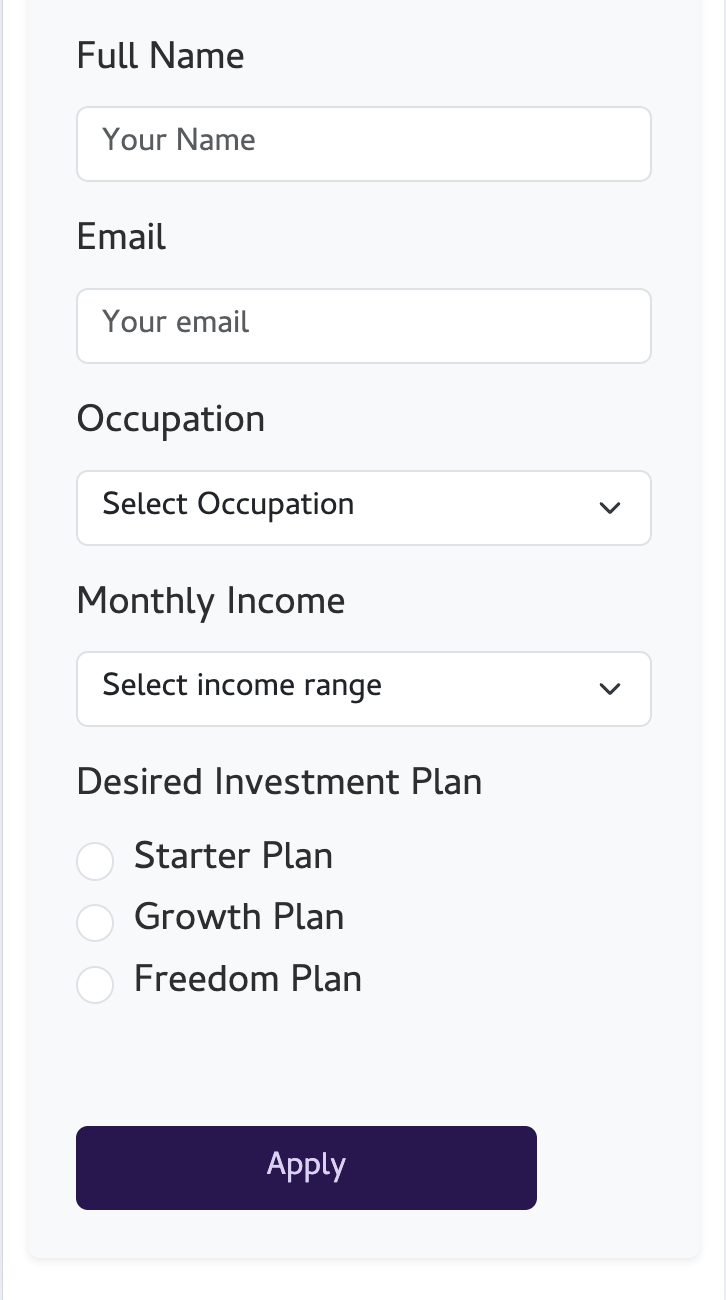 Full Name
Your Name
Email
Your email
Occupation
Select Occupation
Monthly Income
Select income range
Desired Investment Plan
Starter Plan
Growth Plan
Freedom Plan
Apply